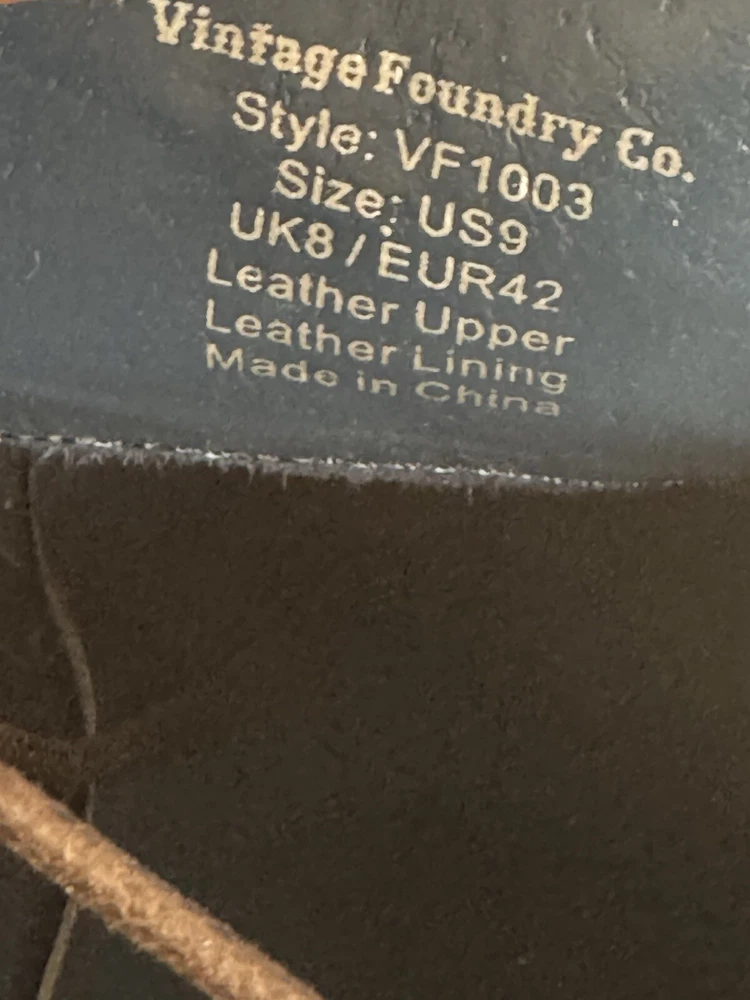 Vintage Foundry Co.
Style: VF1003
Size: US9
UK8 / EUR42
Leather Upper
Leather Lining
Made in China